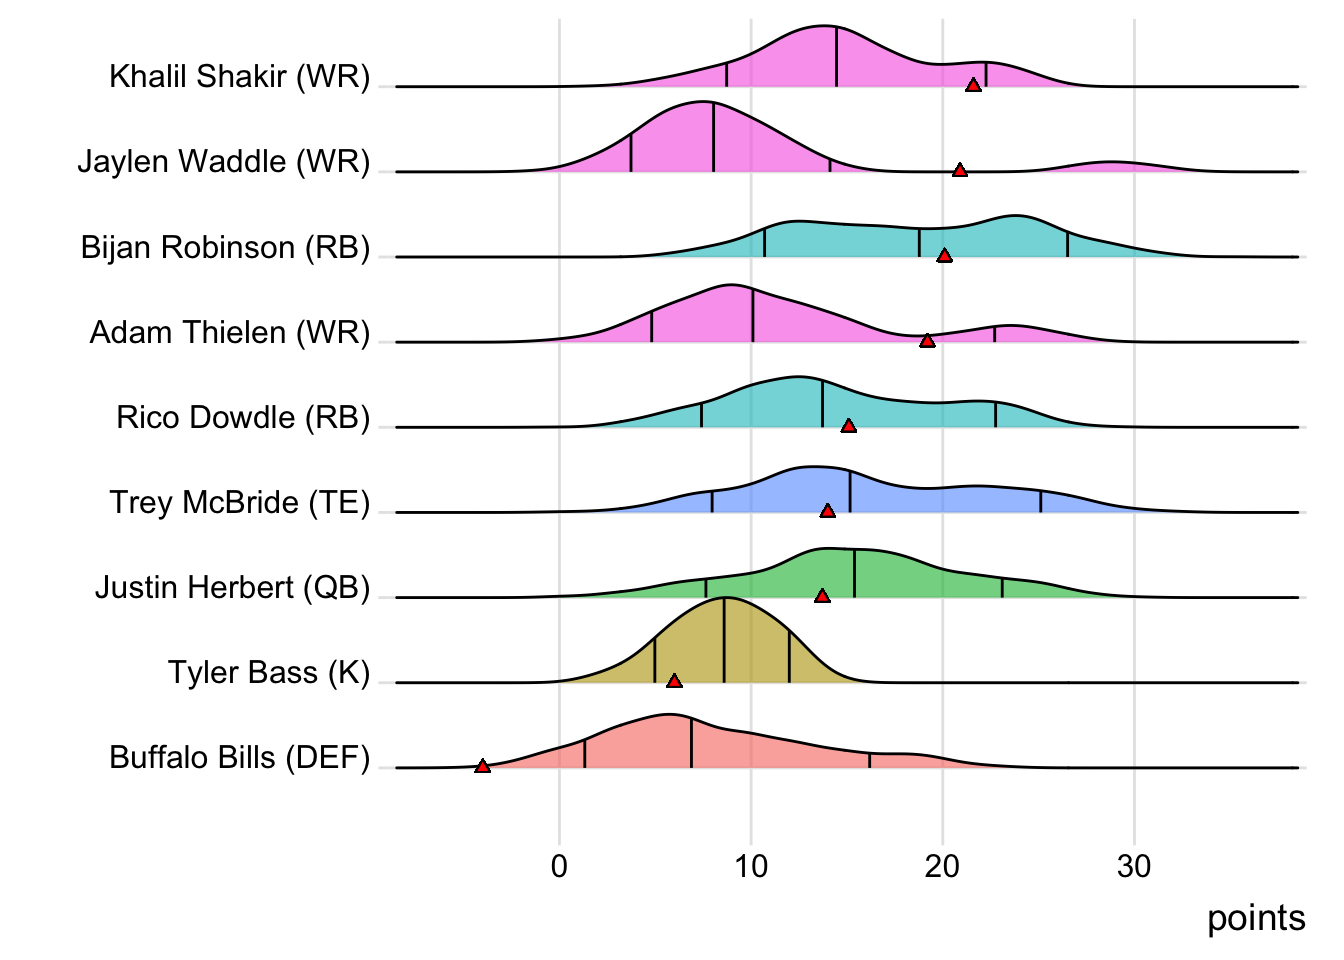 Khalil Shakir (WR)
Jaylen Waddle (WR)
Bijan Robinson (RB)
Adam Thielen (WR)
Rico Dowdle (RB)
Trey McBride (TE)
Justin Herbert (QB)
Tyler Bass (K)
Buffalo Bills (DEF)
0 10 20 30
points